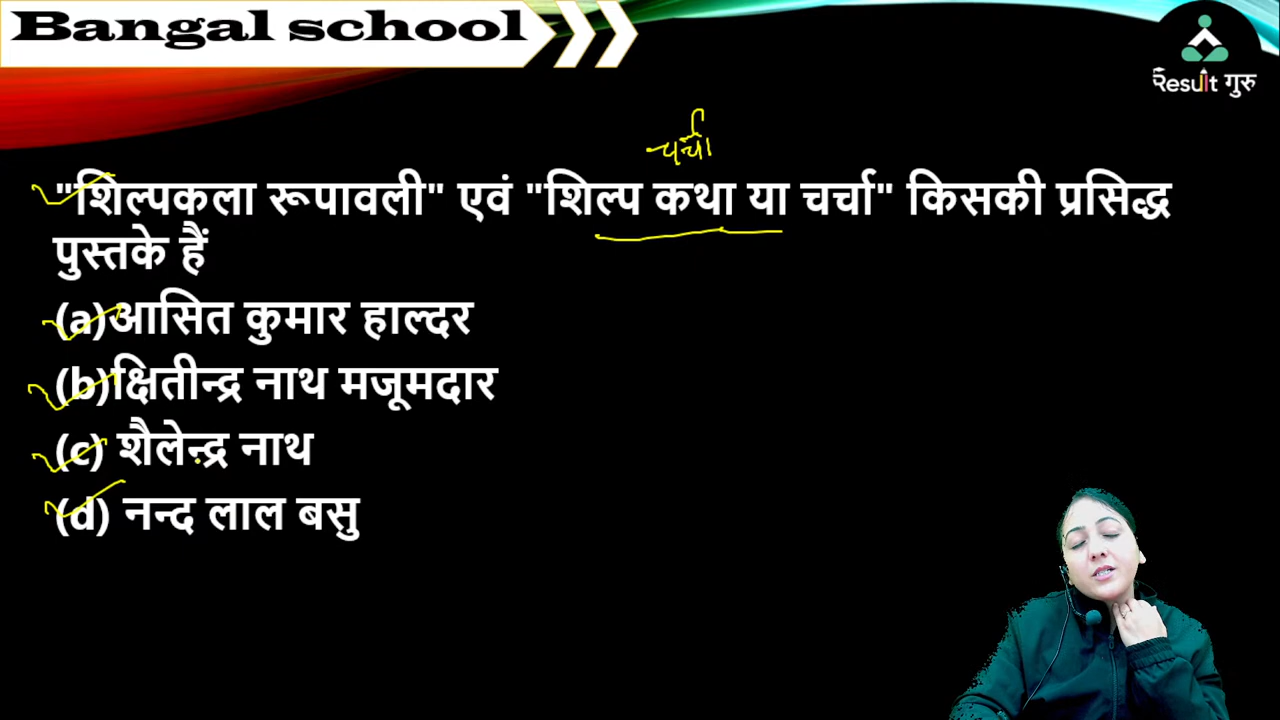 Bangal school
Result गुरु
चर्चा
"शिल्पकला रूपावली" एवं "शिल्प कथा या चर्चा" किसकी प्रसिद्ध
पुस्तके हैं
(a)आसित कुमार हाल्दर
(b)क्षितीन्द्र नाथ मजूमदार
(c) शैलेन्द्र नाथ
(d) नन्द लाल बसु